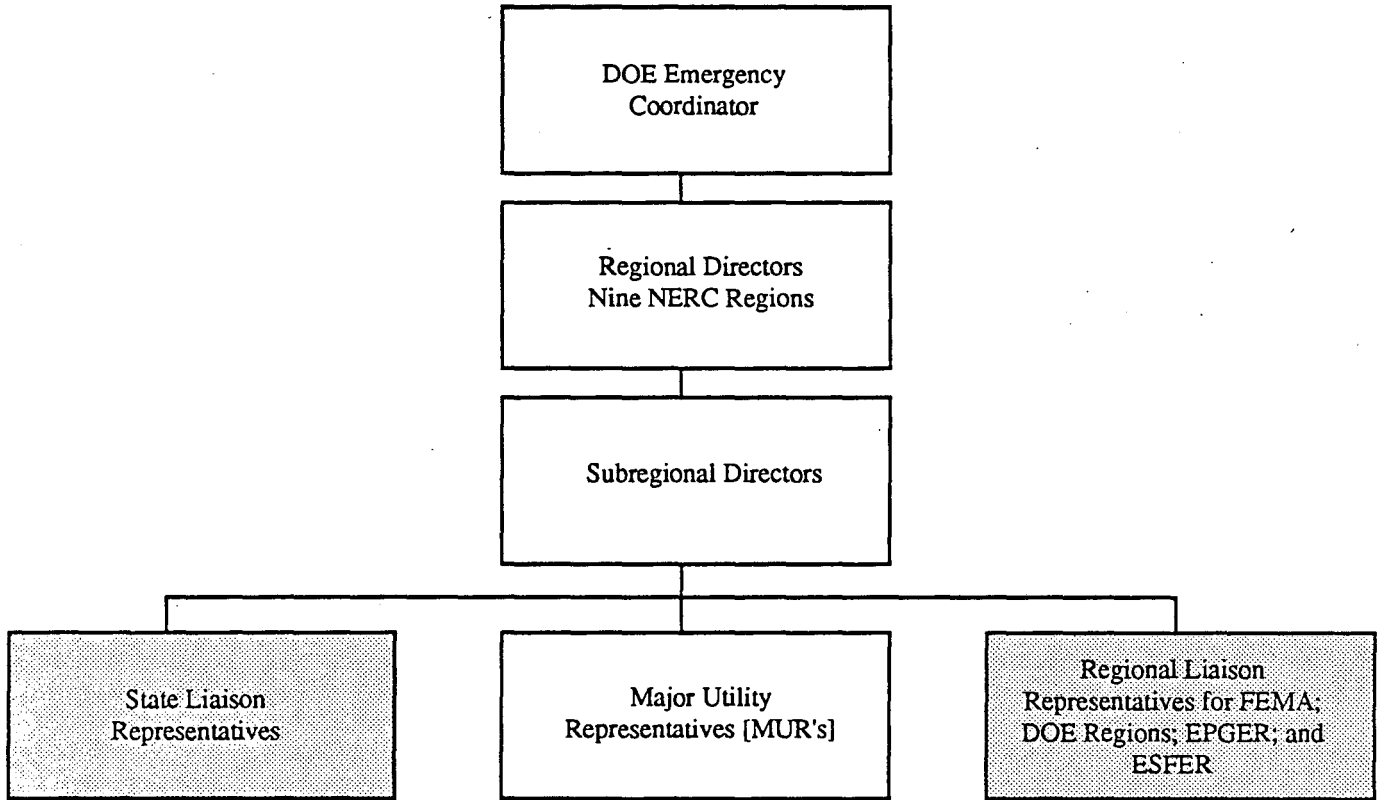 DOE Emergency
Coordinator
Regional Directors
Nine NERC Regions
Subregional Directors
State Liaison
Representatives
Major Utility
Representatives [MUR's]
Regional Liaison
Representatives for FEMA;
DOE Regions; EPGER; and
ESFER